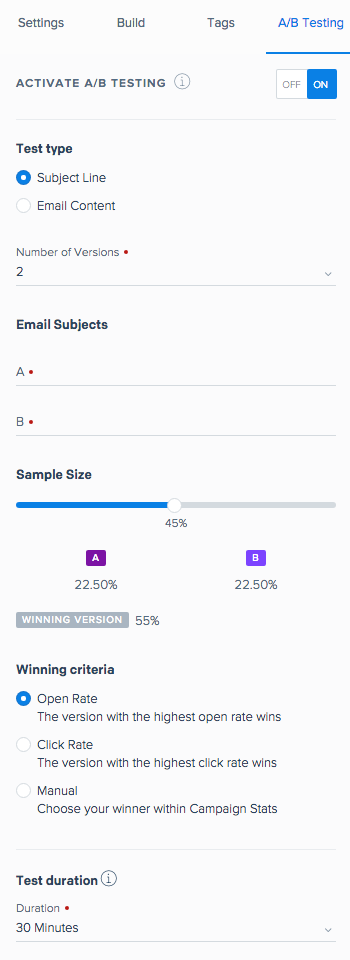 Settings Build Tags A/B Testing
ACTIVATE A/B TESTING i OFF ON
Test type
Subject Line
Email Content
Number of Versions •
2
Email Subjects
A •
B •
Sample Size
45%
A B
22.50% 22.50%
WINNING VERSION 55%
Winning criteria
Open Rate
The version with the highest open rate wins
Click Rate
The version with the highest click rate wins
Manual
Choose your winner within Campaign Stats
Test duration i
Duration •
30 Minutes